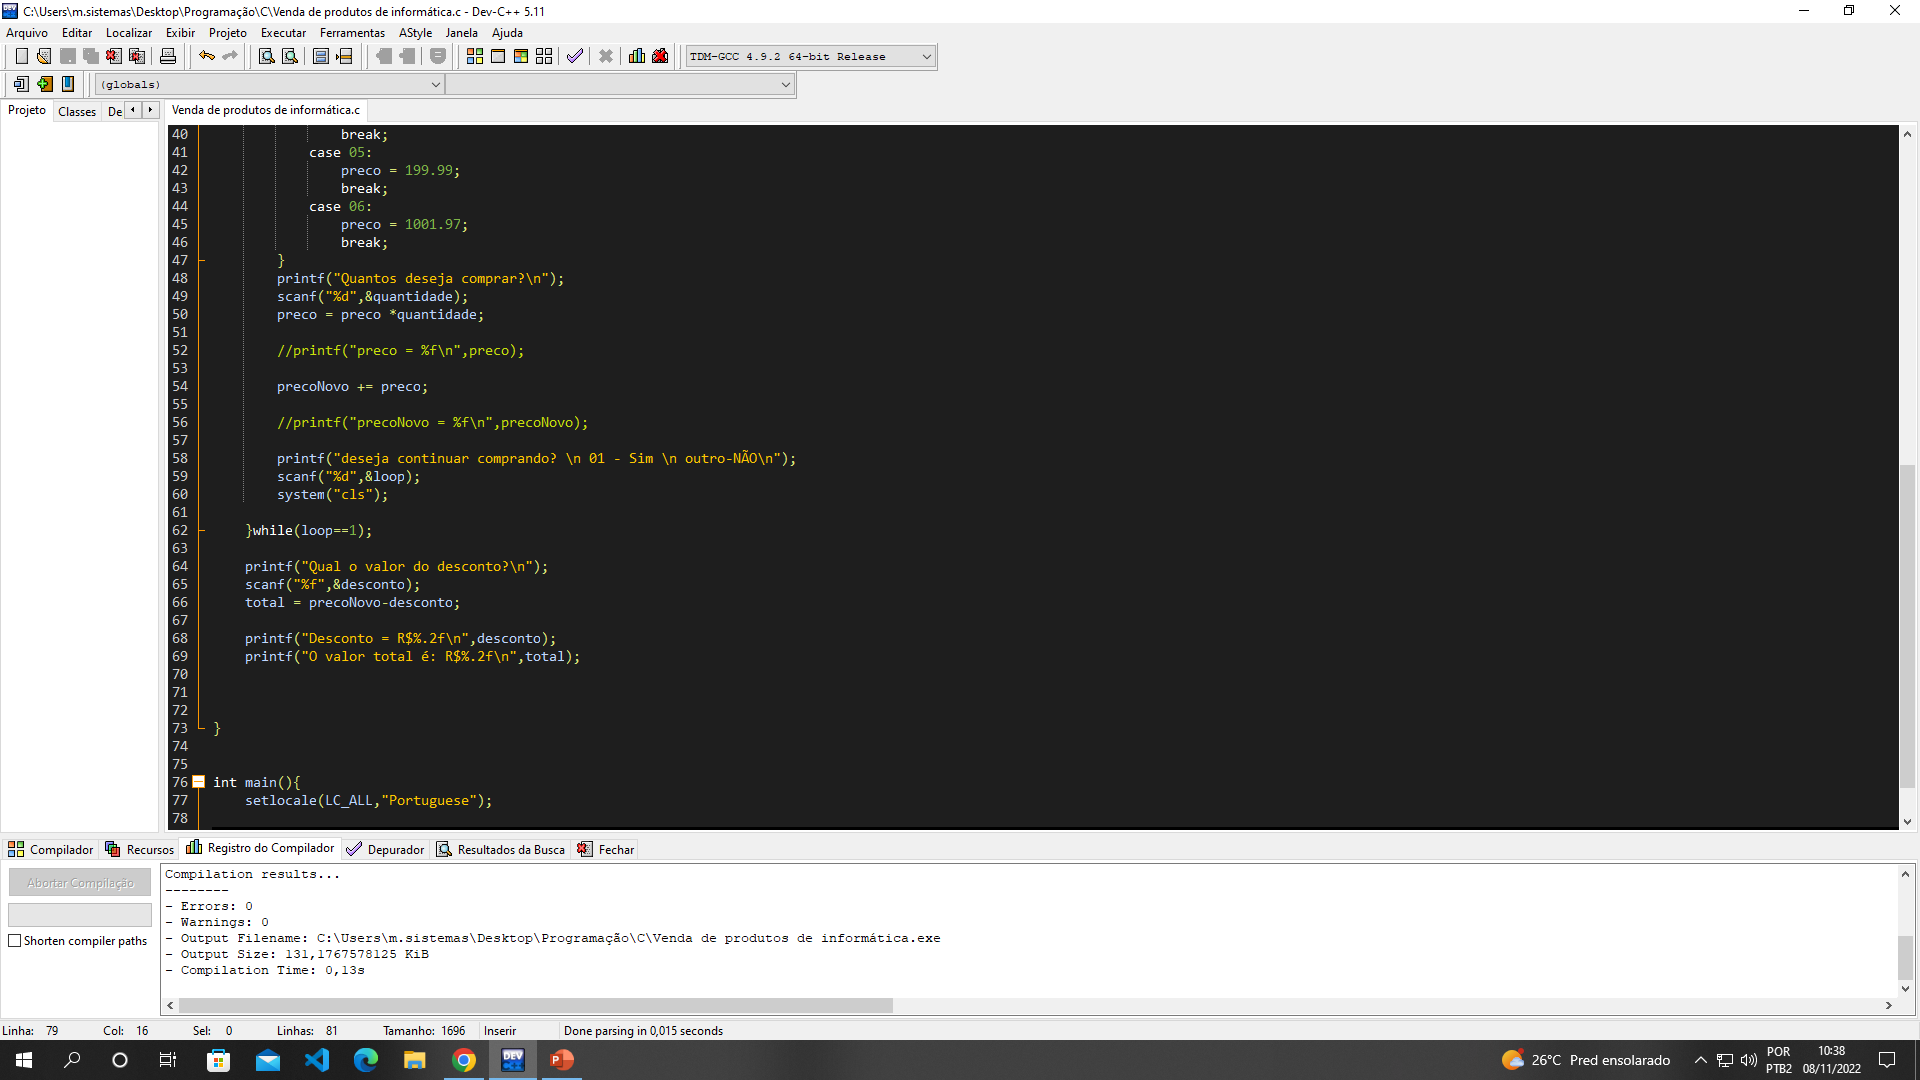 C:\Users\m.sistemas\Desktop\Programação\C\Venda de produtos de informática.c - Dev-C++ 5.11
Arquivo Editar Localizar Exibir Projeto Executar Ferramentas AStyle Janela Ajuda
TDM-GCC 4.9.2 64-bit Release
(globals)
Projeto Classes De
Venda de produtos de informática.c
40 break;
41 case 05:
42 preco = 199.99;
43 break;
44 case 06:
45 preco = 1001.97;
46 break;
47 }
48 printf("Quantos deseja comprar?\n");
49 scanf("%d",&quantidade);
50 preco = preco *quantidade;
51
52 //printf("preco = %f\n",preco);
53
54 precoNovo += preco;
55
56 //printf("precoNovo = %f\n",precoNovo);
57
58 printf("deseja continuar comprando? \n 01 - Sim \n outro-NÃO\n");
59 scanf("%d",&loop);
60 system("cls");
61
62 }while(loop==1);
63
64 printf("Qual o valor do desconto?\n");
65 scanf("%f",&desconto);
66 total = precoNovo-desconto;
67
68 printf("Desconto = R$%.2f\n",desconto);
69 printf("O valor total é: R$%.2f\n",total);
70
71
72
73 }
74
75
76 int main(){
77 setlocale(LC_ALL,"Portuguese");
78
Compilador Recursos Registro do Compilador Depurador Resultados da Busca Fechar
Abortar Compilação
Shorten compiler paths
Compilation results...
--------
- Errors: 0
- Warnings: 0
- Output Filename: C:\Users\m.sistemas\Desktop\Programação\C\Venda de produtos de informática.exe
- Output Size: 131,1767578125 KiB
- Compilation Time: 0,13s
Linha: 79 Col: 16 Sel: 0 Linhas: 81 Tamanho: 1696 Inserir Done parsing in 0,015 seconds
DEV
26°C Pred ensolarado
POR
PTB2
10:38
08/11/2022